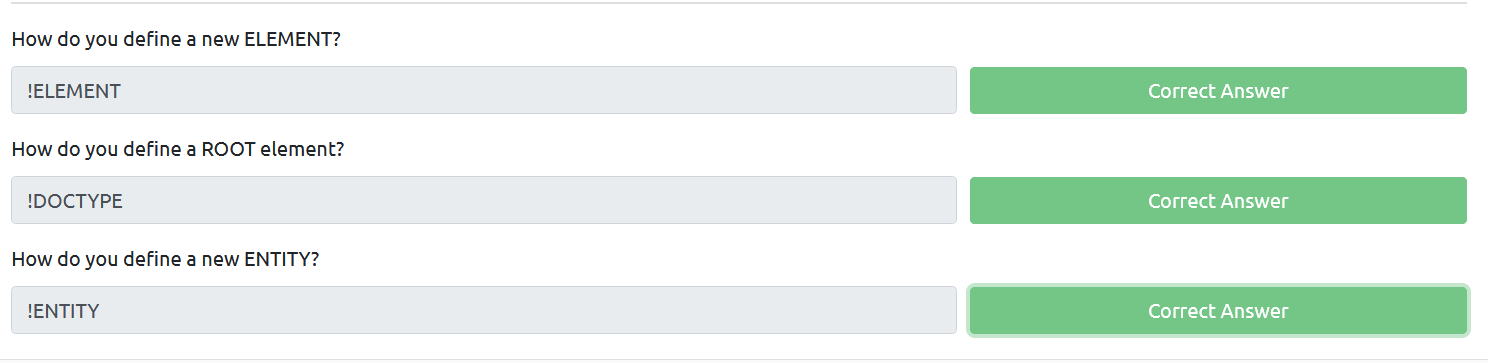 How do you define a new ELEMENT?
!ELEMENT
Correct Answer
How do you define a ROOT element?
!DOCTYPE
Correct Answer
How do you define a new ENTITY?
!ENTITY
Correct Answer